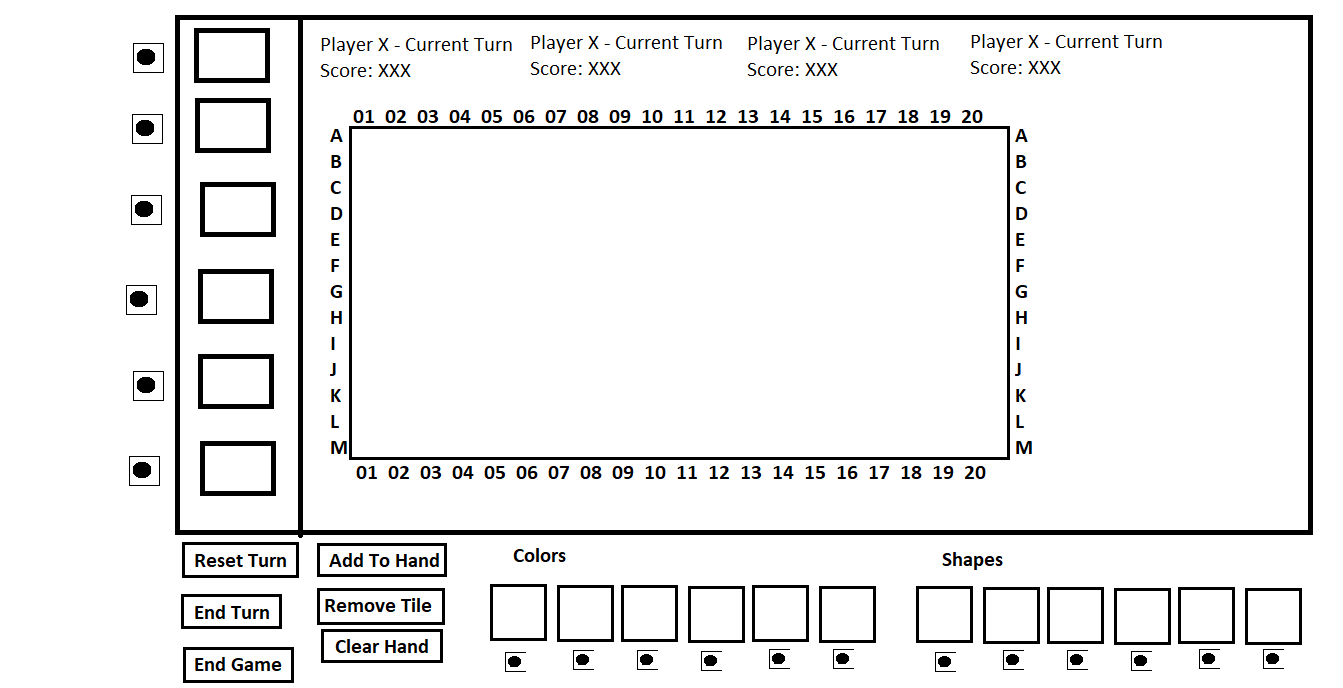 Player X - Current Turn Player X - Current Turn Player X - Current Turn Player X - Current Turn
Score: XXX Score: XXX Score: XXX Score: XXX
01 02 03 04 05 06 07 08 09 10 11 12 13 14 15 16 17 18 19 20
A A
B B
C C
D D
E E
F F
G G
H H
I I
J J
K K
L L
M M
01 02 03 04 05 06 07 08 09 10 11 12 13 14 15 16 17 18 19 20
Reset Turn Add To Hand Colors Shapes
End Turn Remove Tile
End Game Clear Hand